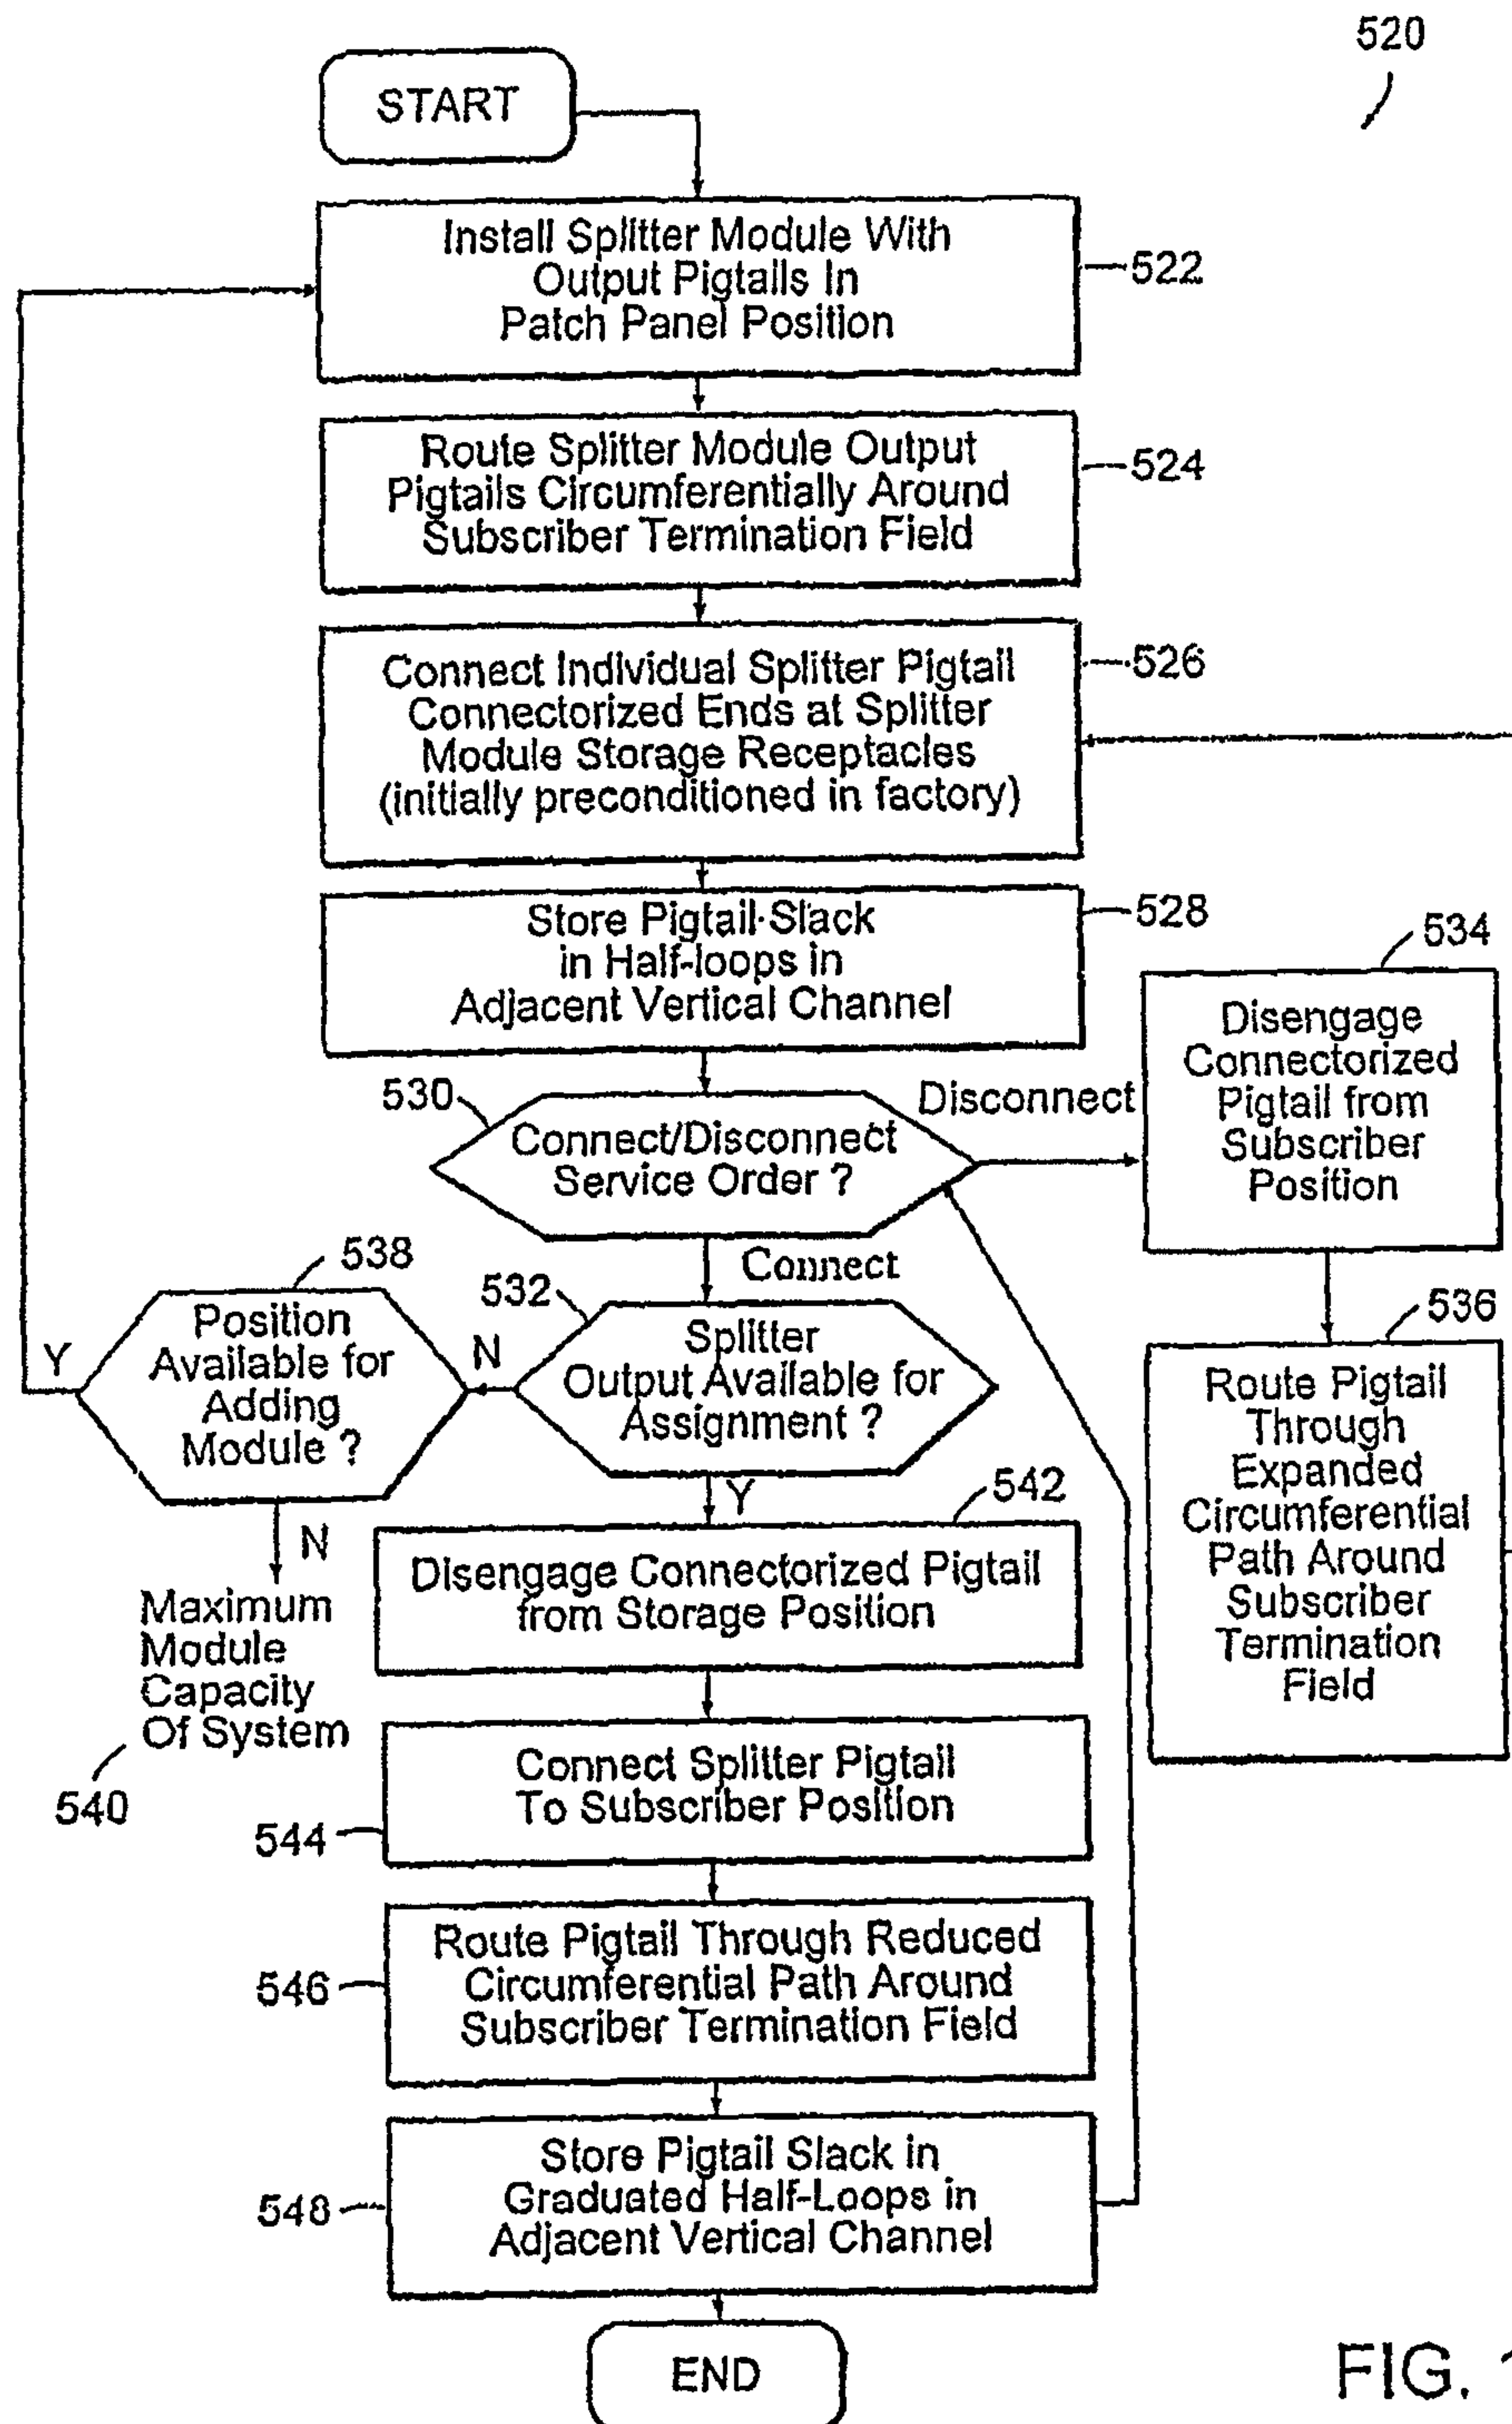 520
START
Install Splitter Module With
Output Pigtails In
Patch Panel Position
522
Route Splitter Module Output
Pigtails Circumferentially Around
Subscriber Termination Field
524
Connect Individual Splitter Pigtail
Connectorized Ends at Splitter
Module Storage Receptacles
(initially preconditioned in factory)
526
Store Pigtail Slack
in Half-loops in
Adjacent Vertical Channel
528
530
Connect/Disconnect
Service Order ?
Disconnect
534
Disengage
Connectorized
Pigtail from
Subscriber
Position
536
Route Pigtail
Through
Expanded
Circumferential
Path Around
Subscriber
Termination
Field
Connect
532
Splitter
Output Available for
Assignment ?
N
538
Position
Available for
Adding
Module ?
Y
N
Maximum
Module
Capacity
Of System
540
Y
542
Disengage Connectorized Pigtail
from Storage Position
Connect Splitter Pigtail
To Subscriber Position
544
Route Pigtail Through Reduced
Circumferential Path Around
Subscriber Termination Field
546
Store Pigtail Slack in
Graduated Half-Loops in
Adjacent Vertical Channel
548
END
FIG.